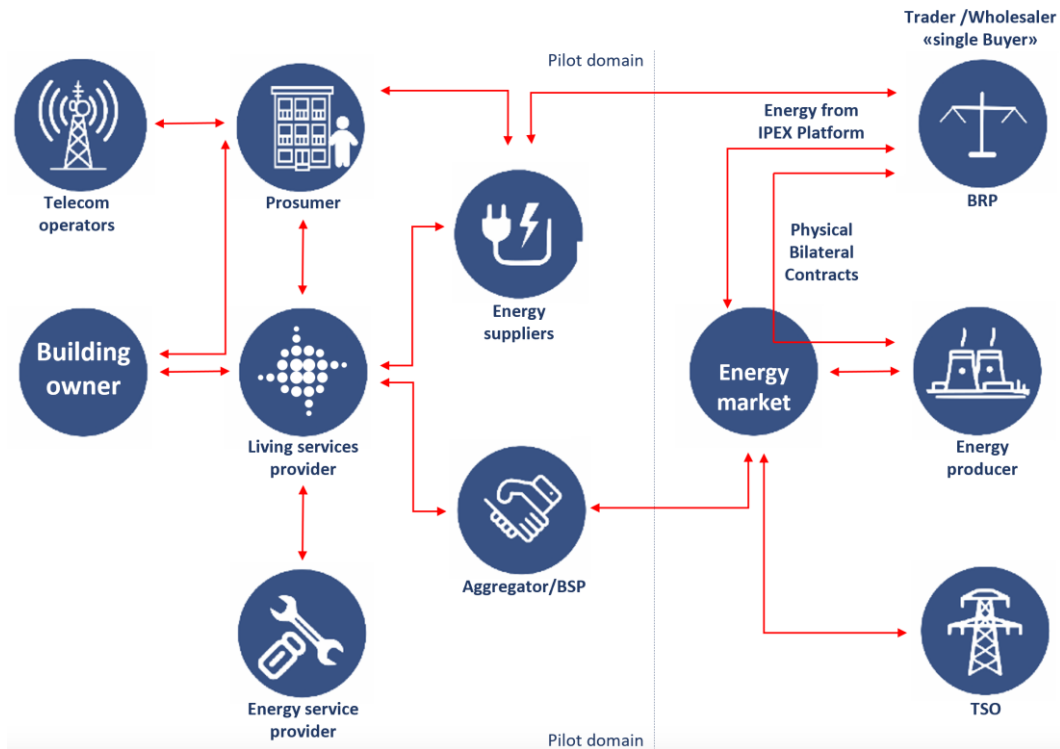 Trader /Wholesaler
«single Buyer»
Pilot domain
Energy from
IPEX Platform
Telecom
operators
Prosumer
BRP
Physical
Bilateral
Contracts
Energy
suppliers
Building
owner
Energy
market
Living services
provider
Energy
producer
Aggregator/BSP
Energy service
provider
TSO
Pilot domain